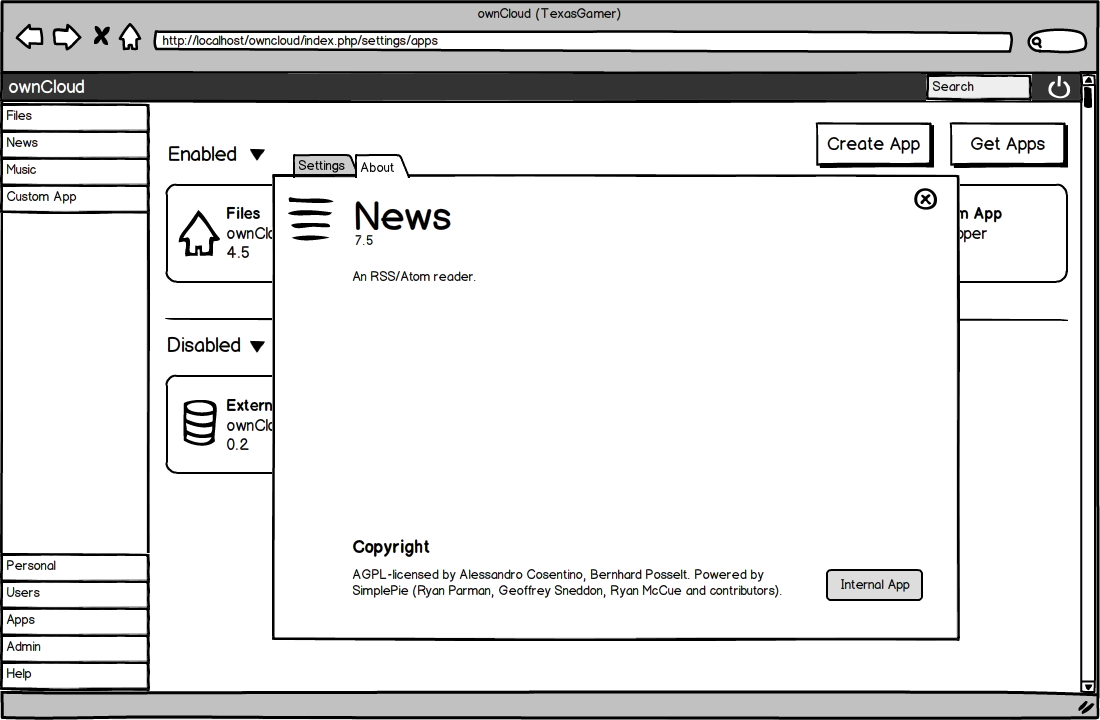 ownCloud (TexasGamer)
http://localhost/owncloud/index.php/settings/apps
ownCloud
Search
Files
News
Music
Custom App
Enabled
Create App
Get Apps
Settings
About
Files
ownClo
4.5
News
7.5
An RSS/Atom reader.
m App
oper
Disabled
Extern
ownClo
0.2
Copyright
AGPL-licensed by Alessandro Cosentino, Bernhard Posselt. Powered by
SimplePie (Ryan Parman, Geoffrey Sneddon, Ryan McCue and contributors).
Internal App
Personal
Users
Apps
Admin
Help